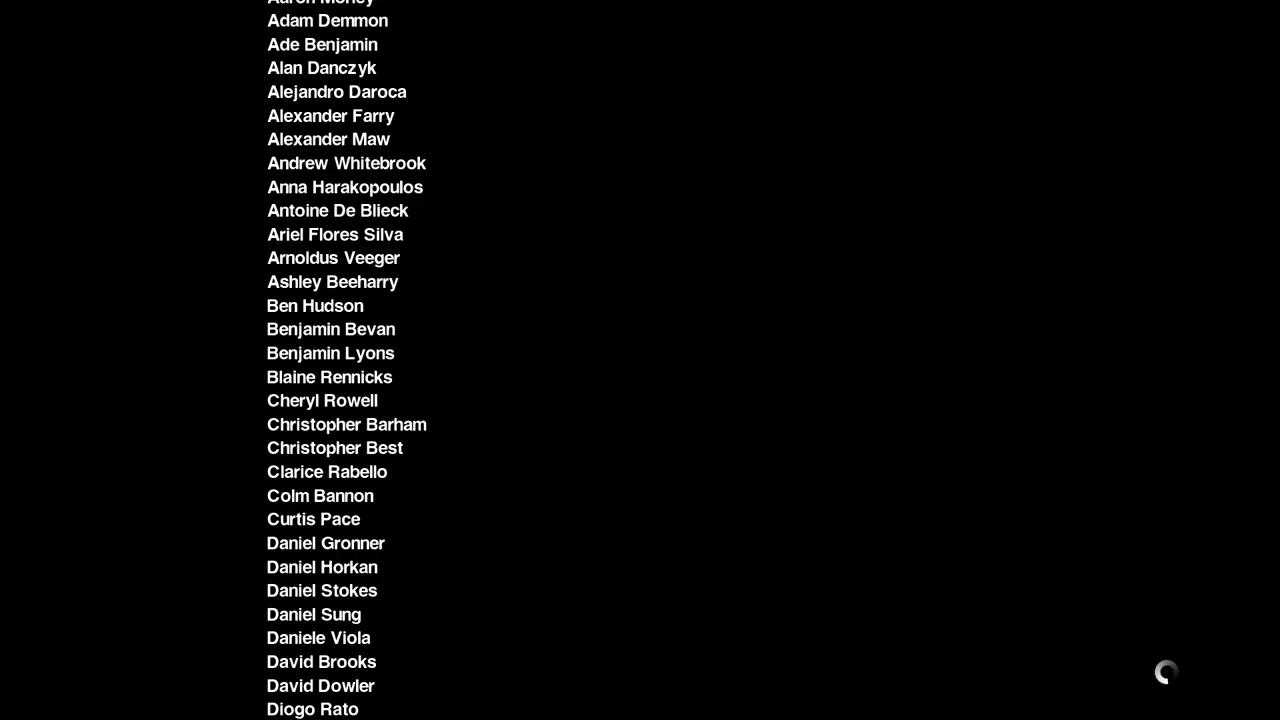 Adam Demmon
Ade Benjamin
Alan Danczyk
Alejandro Daroca
Alexander Farry
Alexander Maw
Andrew Whitebrook
Anna Harakopoulos
Antoine De Blieck
Ariel Flores Silva
Arnoldus Veeger
Ashley Beeharry
Ben Hudson
Benjamin Bevan
Benjamin Lyons
Blaine Rennicks
Cheryl Rowell
Christopher Barham
Christopher Best
Clarice Rabello
Colm Bannon
Curtis Pace
Daniel Gronner
Daniel Horkan
Daniel Stokes
Daniel Sung
Daniele Viola
David Brooks
David Dowler
Diogo Rato